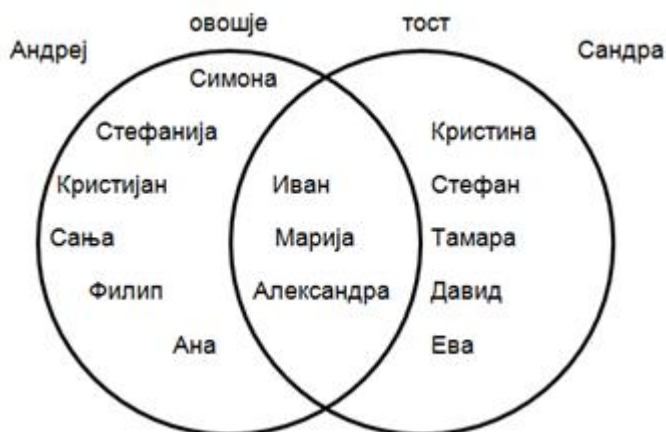 овошје тост
Андреј Сандра
Симона
Стефанија Кристина
Кристијан Иван Стефан
Сања Марија Тамара
Филип Александра Давид
Ана Ева